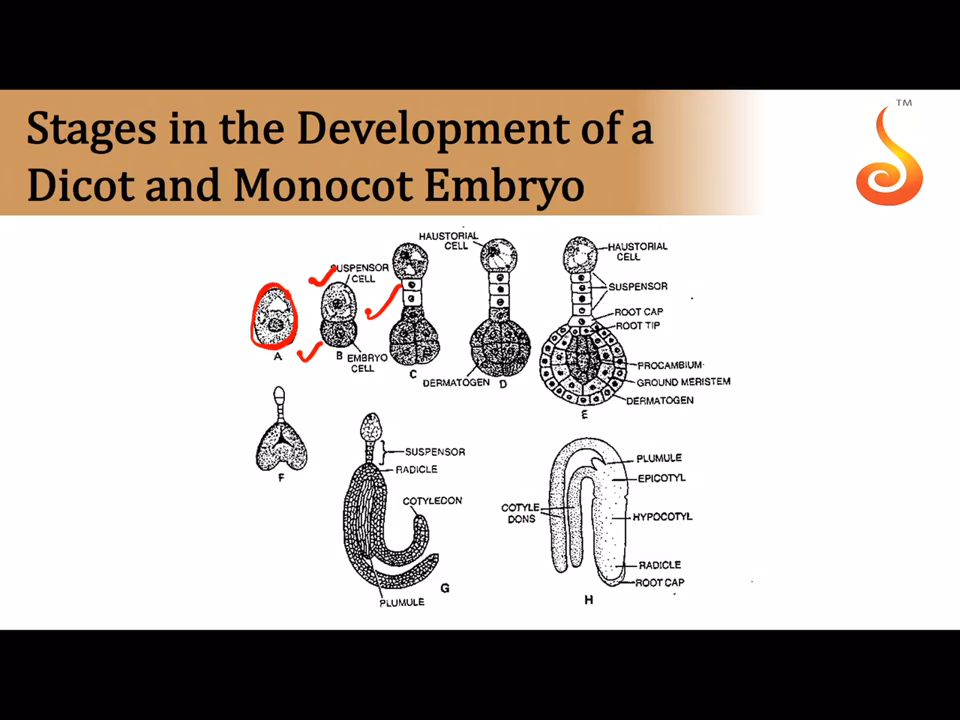 Stages in the Development of a
Dicot and Monocot Embryo
TM
HAUSTORIAL
CELL
SUSPENSOR
CELL
A
B
EMBRYO
CELL
C
DERMATOGEN
D
HAUSTORIAL
CELL
SUSPENSOR
ROOT CAP
ROOT TIP
PROCAMBIUM
GROUND MERISTEM
DERMATOGEN
E
F
SUSPENSOR
RADICLE
COTYLEDON
G
PLUMULE
PLUMULE
EPICOTYL
COTYLE
DONS
HYPOCOTYL
RADICLE
ROOT CAP
H